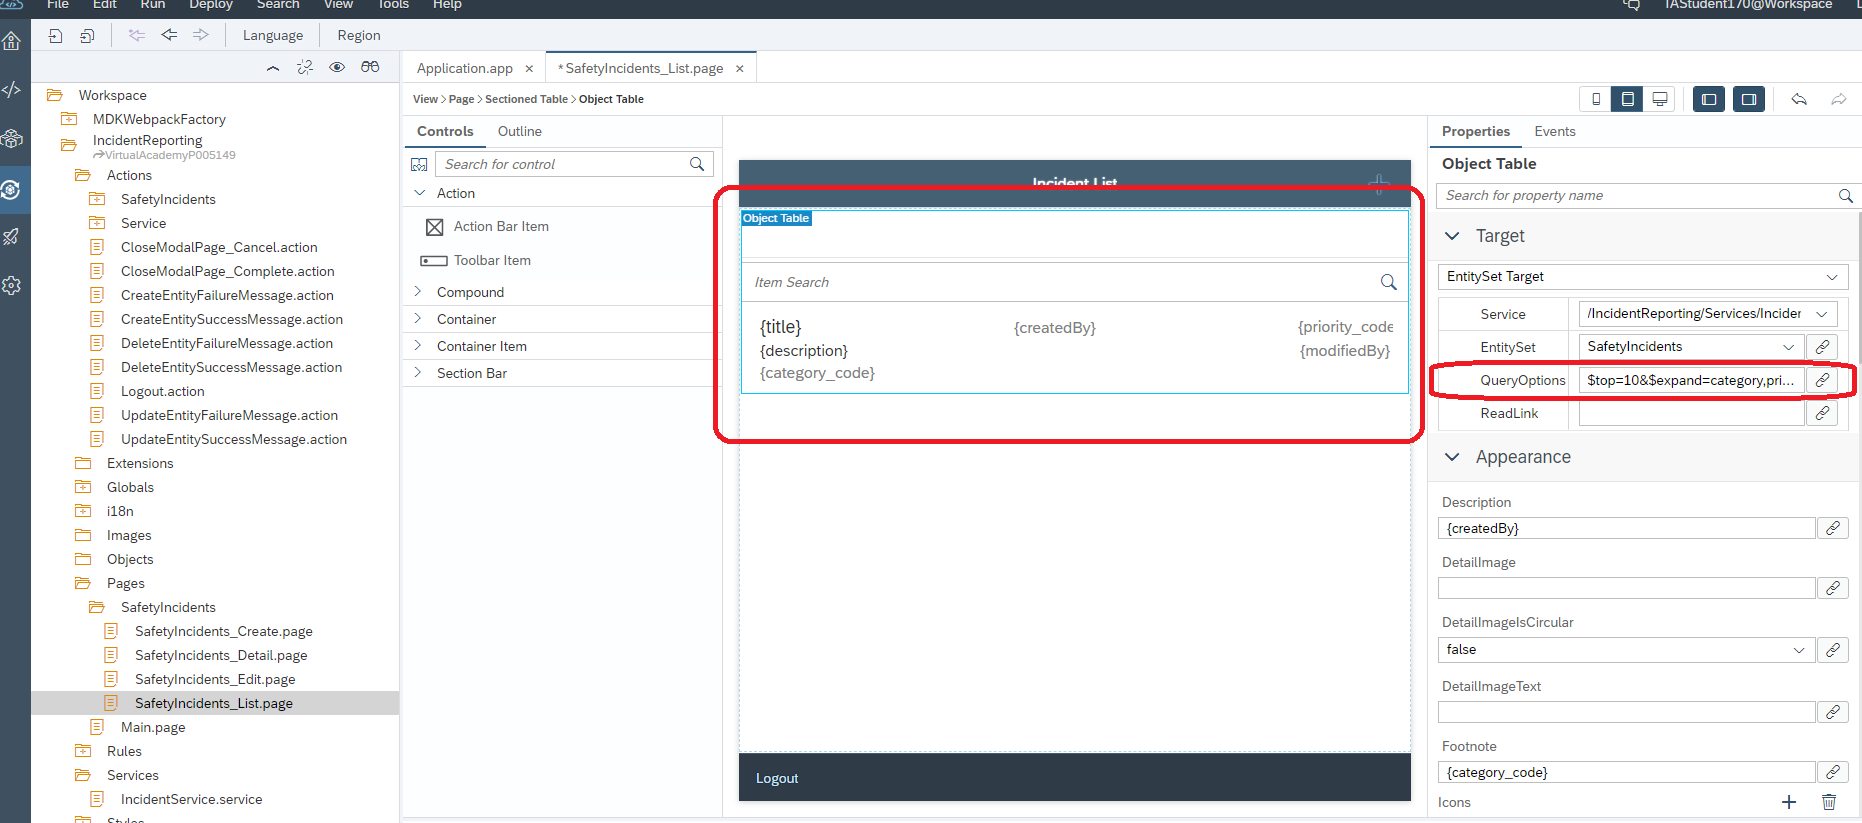 File Edit Run Deploy Search View Tools Help
IAStudent170@Workspace
Language Region
Workspace
MDKWebpackFactory
IncidentReporting
VirtualAcademyP005149
Actions
SafetyIncidents
Service
CloseModalPage_Cancel.action
CloseModalPage_Complete.action
CreateEntityFailureMessage.action
CreateEntitySuccessMessage.action
DeleteEntityFailureMessage.action
DeleteEntitySuccessMessage.action
Logout.action
UpdateEntityFailureMessage.action
UpdateEntitySuccessMessage.action
Extensions
Globals
i18n
Images
Objects
Pages
SafetyIncidents
SafetyIncidents_Create.page
SafetyIncidents_Detail.page
SafetyIncidents_Edit.page
SafetyIncidents_List.page
Main.page
Rules
Services
IncidentService.service
Styles
Application.app × *SafetyIncidents_List.page ×
View > Page > Sectioned Table > Object Table
Controls Outline
Search for control
Action
Action Bar Item
Toolbar Item
Compound
Container
Container Item
Section Bar
Incident List
Object Table
Item Search
{title} {createdBy} {priority_code
{description} {modifiedBy}
{category_code}
Logout
Properties Events
Object Table
Search for property name
Target
EntitySet Target
Service /IncidentReporting/Services/Incider
EntitySet SafetyIncidents
QueryOptions $top=10&$expand=category,pri...
ReadLink
Appearance
Description
{createdBy}
DetailImage
DetailImageIsCircular
false
DetailImageText
Footnote
{category_code}
Icons